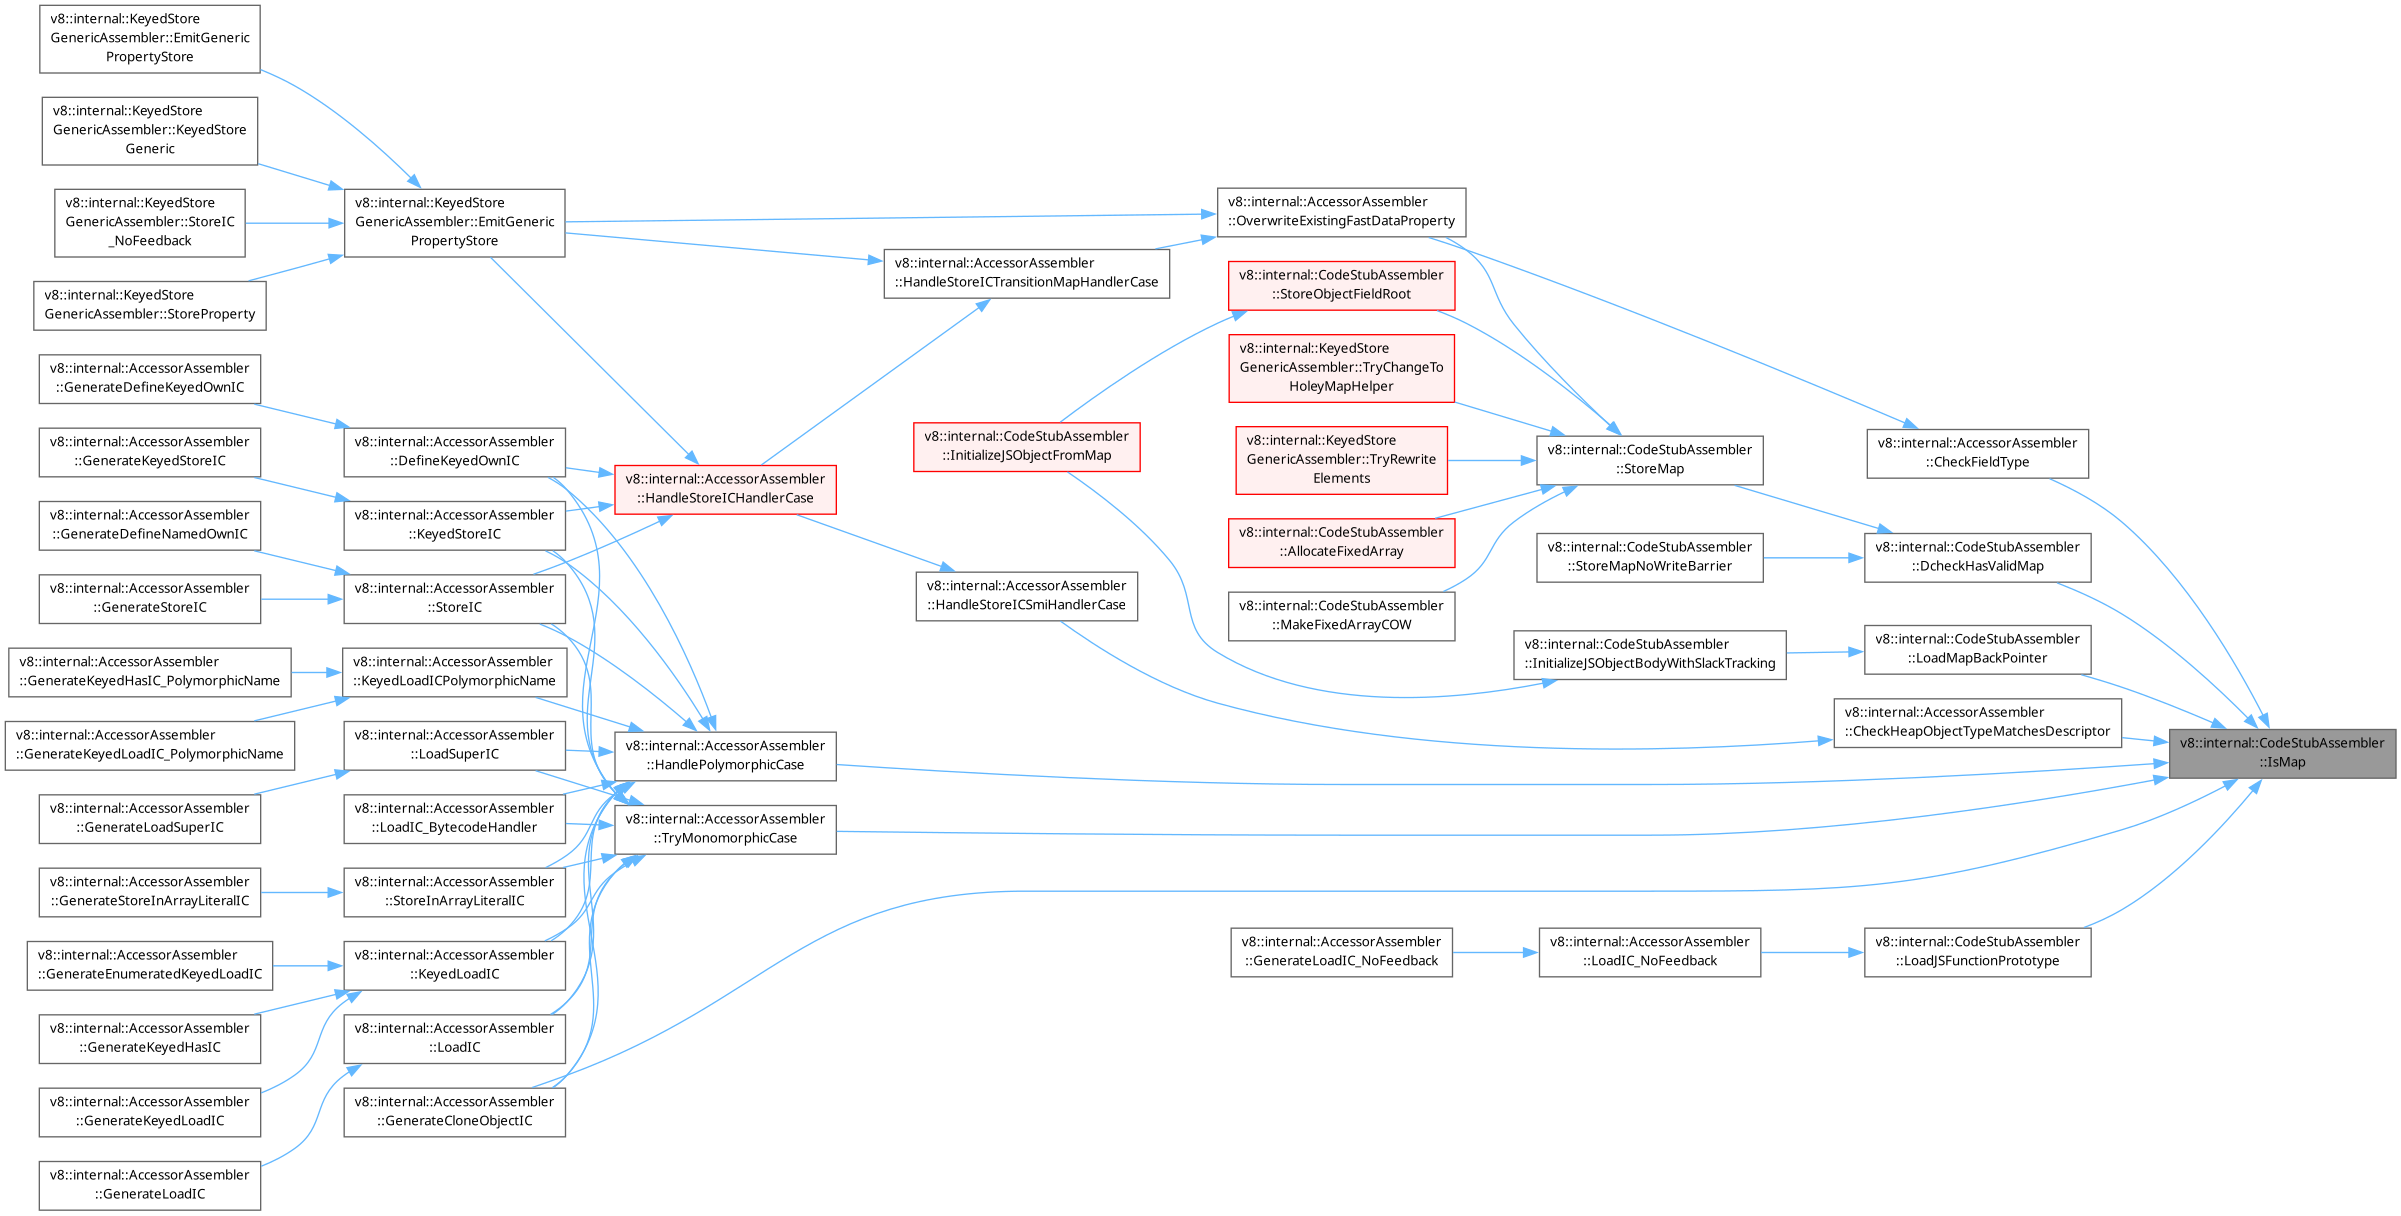 v8::internal::KeyedStore
GenericAssembler::EmitGeneric
PropertyStore
v8::internal::KeyedStore
GenericAssembler::KeyedStore
Generic
v8::internal::KeyedStore
GenericAssembler::StoreIC
_NoFeedback
v8::internal::KeyedStore
GenericAssembler::StoreProperty
v8::internal::AccessorAssembler
::GenerateDefineKeyedOwnIC
v8::internal::AccessorAssembler
::GenerateKeyedStoreIC
v8::internal::AccessorAssembler
::GenerateDefineNamedOwnIC
v8::internal::AccessorAssembler
::GenerateStoreIC
v8::internal::AccessorAssembler
::GenerateKeyedHasIC_PolymorphicName
v8::internal::AccessorAssembler
::GenerateKeyedLoadIC_PolymorphicName
v8::internal::AccessorAssembler
::GenerateLoadSuperIC
v8::internal::AccessorAssembler
::GenerateStoreInArrayLiteralIC
v8::internal::AccessorAssembler
::GenerateEnumeratedKeyedLoadIC
v8::internal::AccessorAssembler
::GenerateKeyedHasIC
v8::internal::AccessorAssembler
::GenerateKeyedLoadIC
v8::internal::AccessorAssembler
::GenerateLoadIC
v8::internal::KeyedStore
GenericAssembler::EmitGeneric
PropertyStore
v8::internal::AccessorAssembler
::DefineKeyedOwnIC
v8::internal::AccessorAssembler
::KeyedStoreIC
v8::internal::AccessorAssembler
::StoreIC
v8::internal::AccessorAssembler
::KeyedLoadICPolymorphicName
v8::internal::AccessorAssembler
::LoadSuperIC
v8::internal::AccessorAssembler
::LoadIC_BytecodeHandler
v8::internal::AccessorAssembler
::StoreInArrayLiteralIC
v8::internal::AccessorAssembler
::KeyedLoadIC
v8::internal::AccessorAssembler
::LoadIC
v8::internal::AccessorAssembler
::GenerateCloneObjectIC
v8::internal::AccessorAssembler
::HandleStoreICHandlerCase
v8::internal::AccessorAssembler
::HandlePolymorphicCase
v8::internal::AccessorAssembler
::TryMonomorphicCase
v8::internal::AccessorAssembler
::HandleStoreICTransitionMapHandlerCase
v8::internal::CodeStubAssembler
::InitializeJSObjectFromMap
v8::internal::AccessorAssembler
::HandleStoreICSmiHandlerCase
v8::internal::AccessorAssembler
::OverwriteExistingFastDataProperty
v8::internal::CodeStubAssembler
::StoreObjectFieldRoot
v8::internal::KeyedStore
GenericAssembler::TryChangeTo
HoleyMapHelper
v8::internal::KeyedStore
GenericAssembler::TryRewrite
Elements
v8::internal::CodeStubAssembler
::AllocateFixedArray
v8::internal::CodeStubAssembler
::MakeFixedArrayCOW
v8::internal::AccessorAssembler
::GenerateLoadIC_NoFeedback
v8::internal::CodeStubAssembler
::StoreMap
v8::internal::CodeStubAssembler
::StoreMapNoWriteBarrier
v8::internal::CodeStubAssembler
::InitializeJSObjectBodyWithSlackTracking
v8::internal::AccessorAssembler
::LoadIC_NoFeedback
v8::internal::AccessorAssembler
::CheckFieldType
v8::internal::CodeStubAssembler
::DcheckHasValidMap
v8::internal::CodeStubAssembler
::LoadMapBackPointer
v8::internal::AccessorAssembler
::CheckHeapObjectTypeMatchesDescriptor
v8::internal::CodeStubAssembler
::LoadJSFunctionPrototype
v8::internal::CodeStubAssembler
::IsMap